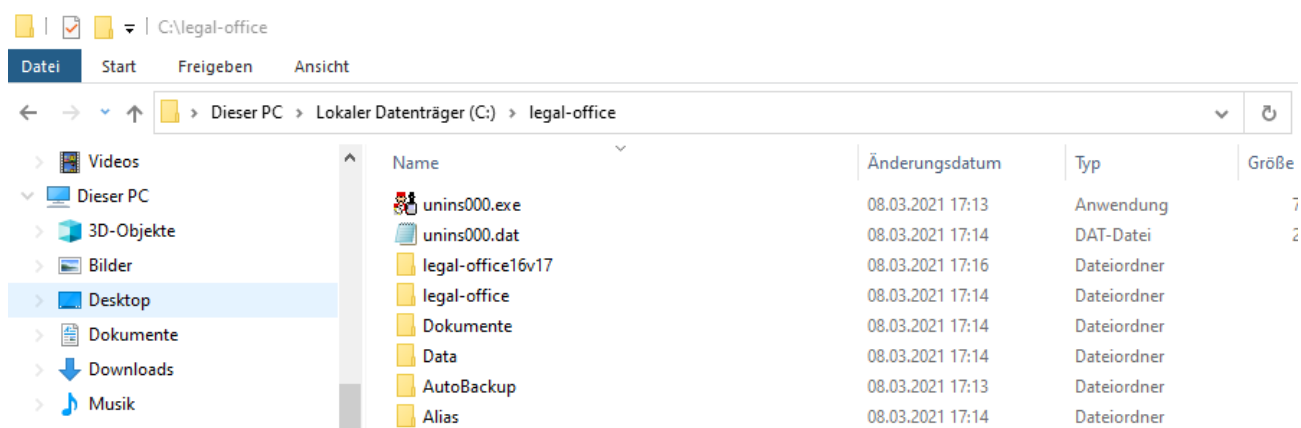 C:\legal-office
Datei Start Freigeben Ansicht
Dieser PC Lokaler Datenträger (C:) legal-office
Videos
Dieser PC
3D-Objekte
Bilder
Desktop
Dokumente
Downloads
Musik
Name Änderungsdatum Typ Größe
unins000.exe 08.03.2021 17:13 Anwendung 7
unins000.dat 08.03.2021 17:14 DAT-Datei 2
legal-office16v17 08.03.2021 17:16 Dateiordner
legal-office 08.03.2021 17:14 Dateiordner
Dokumente 08.03.2021 17:14 Dateiordner
Data 08.03.2021 17:14 Dateiordner
AutoBackup 08.03.2021 17:13 Dateiordner
Alias 08.03.2021 17:14 Dateiordner